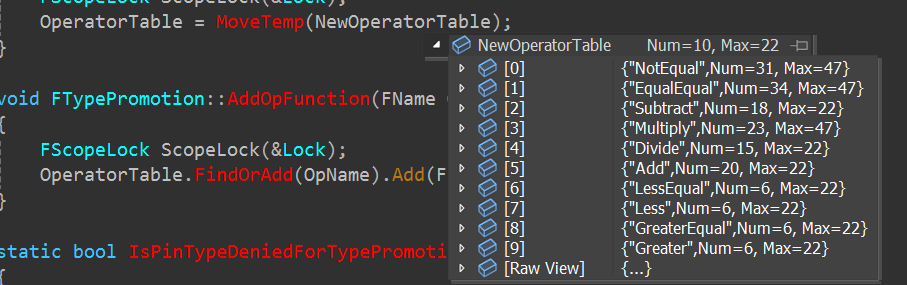 FScopeLock ScopeLock(&Lock);
OperatorTable = MoveTemp(NewOperatorTable);
}
NewOperatorTable Num=10, Max=22
[0] {"NotEqual",Num=31, Max=47}
[1] {"EqualEqual",Num=34, Max=47}
[2] {"Subtract",Num=18, Max=22}
[3] {"Multiply",Num=23, Max=47}
[4] {"Divide",Num=15, Max=22}
[5] {"Add",Num=20, Max=22}
[6] {"LessEqual",Num=6, Max=22}
[7] {"Less",Num=6, Max=22}
[8] {"GreaterEqual",Num=6, Max=22}
[9] {"Greater",Num=6, Max=22}
[Raw View] {...}
void FTypePromotion::AddOpFunction(FName
{
FScopeLock ScopeLock(&Lock);
OperatorTable.FindOrAdd(OpName).Add(F
}
static bool IsPinTypeDeniedForTypePromoti
{